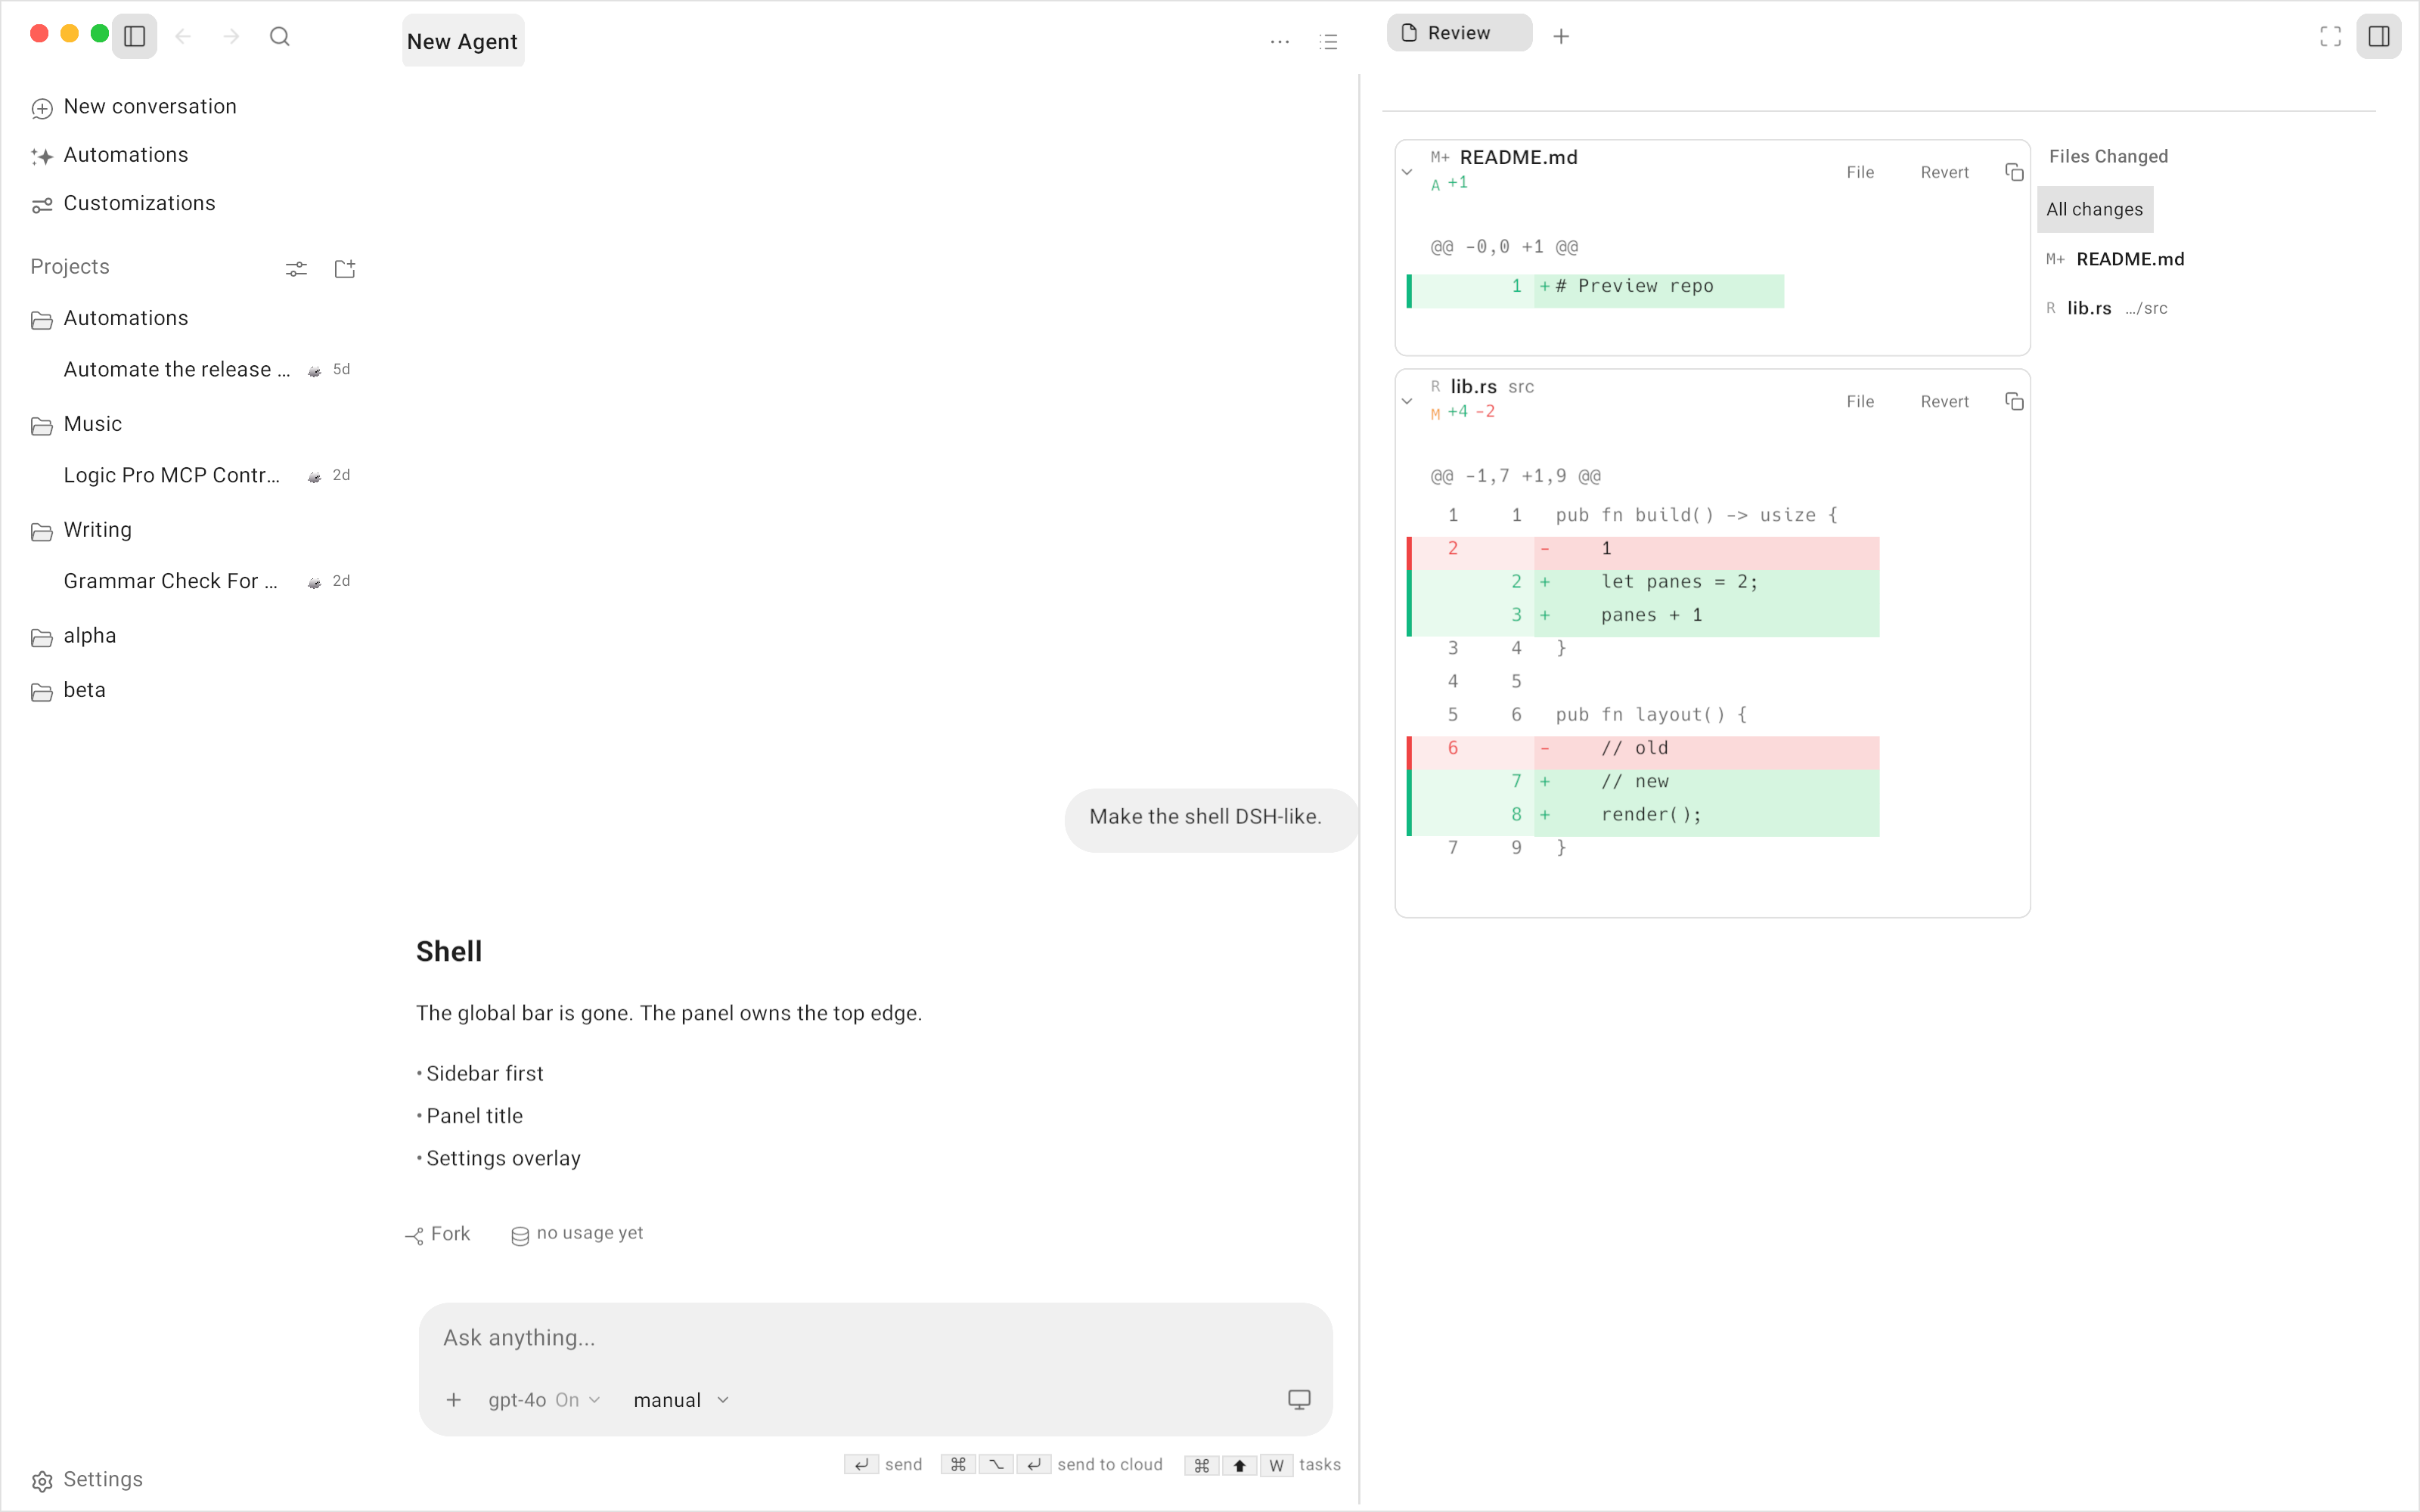 New Agent
Review
New conversation
Automations
Customizations
Projects
Automations
Automate the release ... 5d
Music
Logic Pro MCP Contr... 2d
Writing
Grammar Check For ... 2d
alpha
beta
Settings
Make the shell DSH-like.
Shell
The global bar is gone. The panel owns the top edge.
• Sidebar first
• Panel title
• Settings overlay
Fork no usage yet
Ask anything...
+ gpt-4o On manual
send ⌘ ⌥ send to cloud ⌘ W tasks
M+ README.md
A +1
File Revert
@@ -0,0 +1 @@
1 + # Preview repo
R lib.rs src
M +4 -2
File Revert
@@ -1,7 +1,9 @@
1 1 pub fn build() -> usize {
2 - 1
2 + let panes = 2;
3 + panes + 1
3 4 }
4 5
5 6 pub fn layout() {
6 - // old
7 + // new
8 + render();
7 9 }
Files Changed
All changes
M+ README.md
R lib.rs .../src